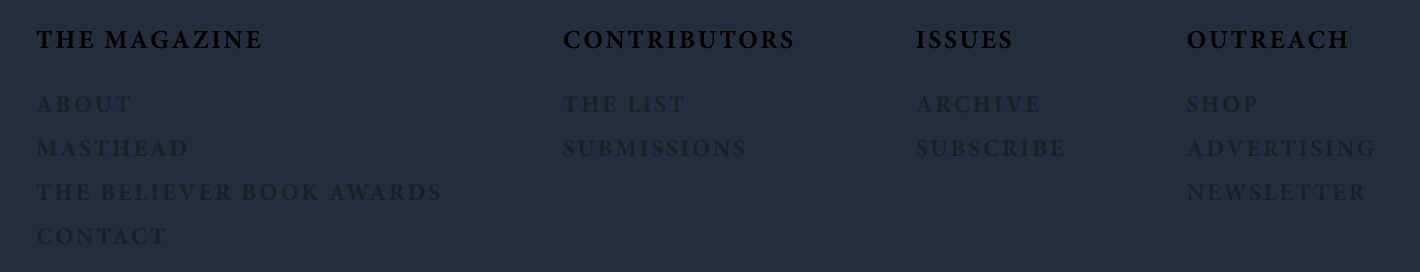 THE MAGAZINE
ABOUT
MASTHEAD
THE BELIEVER BOOK AWARDS
CONTACT
CONTRIBUTORS
THE LIST
SUBMISSIONS
ISSUES
ARCHIVE
SUBSCRIBE
OUTREACH
SHOP
ADVERTISING
NEWSLETTER